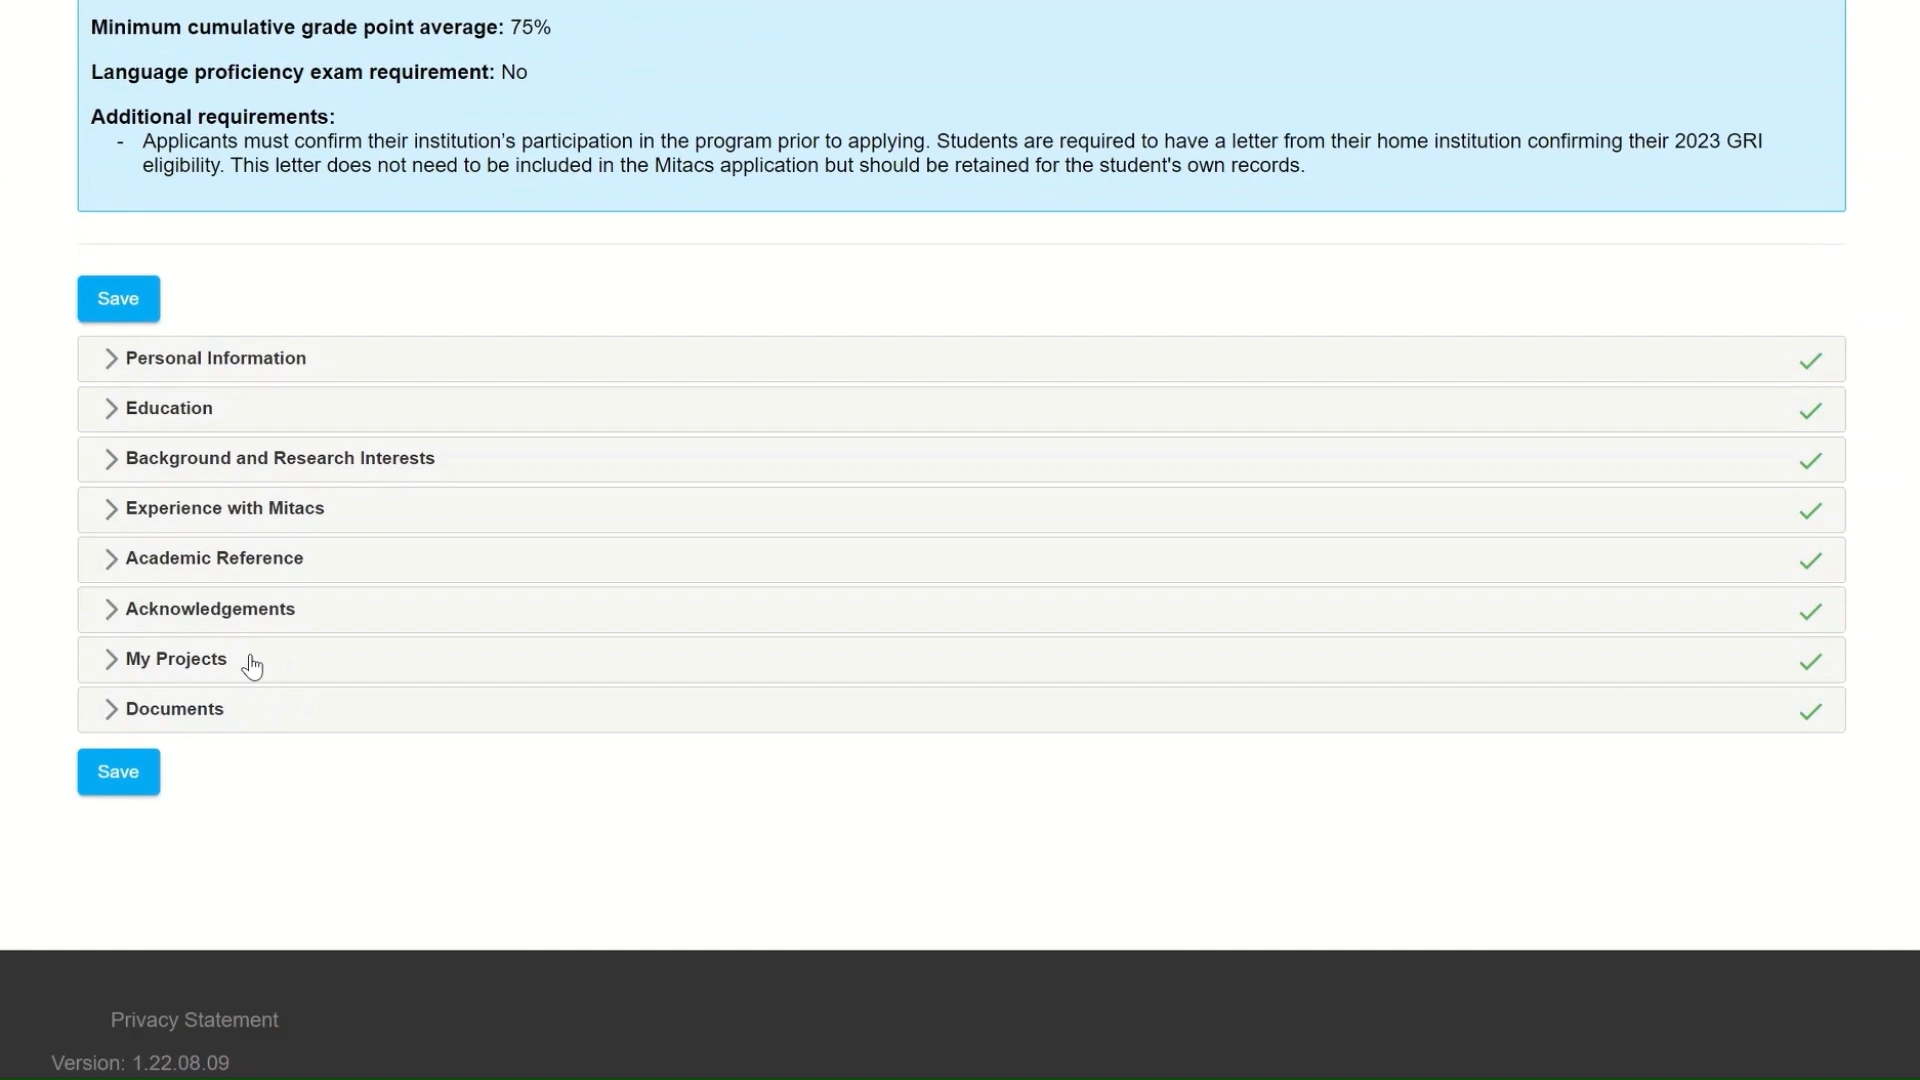 Minimum cumulative grade point average: 75%
Language proficiency exam requirement: No
Additional requirements:
- Applicants must confirm their institution's participation in the program prior to applying. Students are required to have a letter from their home institution confirming their 2023 GRI
eligibility. This letter does not need to be included in the Mitacs application but should be retained for the student's own records.
Save
Personal Information
Education
Background and Research Interests
Experience with Mitacs
Academic Reference
Acknowledgements
My Projects
Documents
Save
Privacy Statement
Version: 1.22.08.09